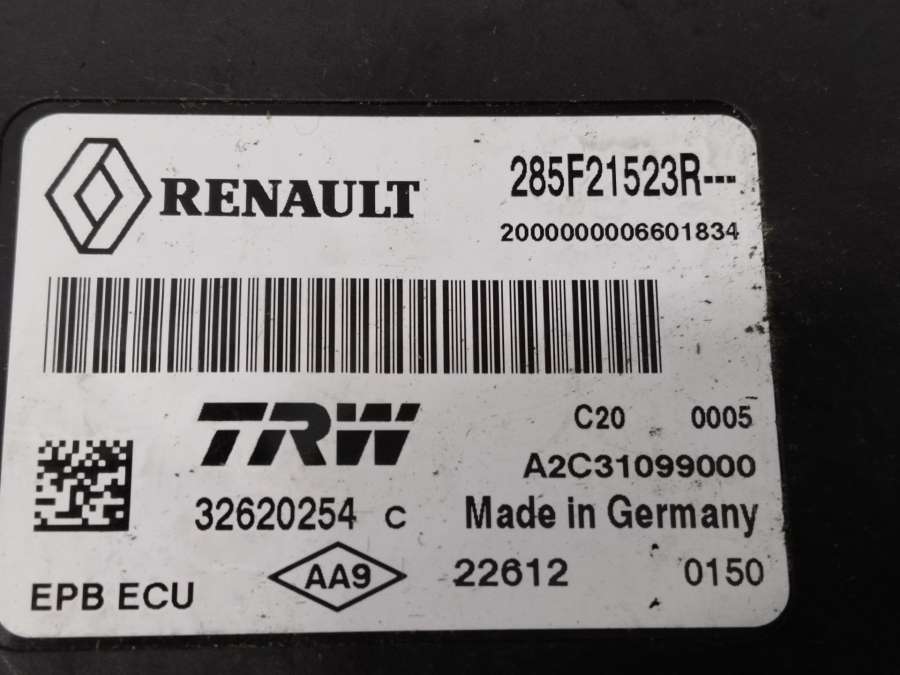 RENAULT 285F21523R---
2000000006601834
TRW C20 0005
A2C31099000
32620254 C Made in Germany
EPB ECU AA9 22612 0150